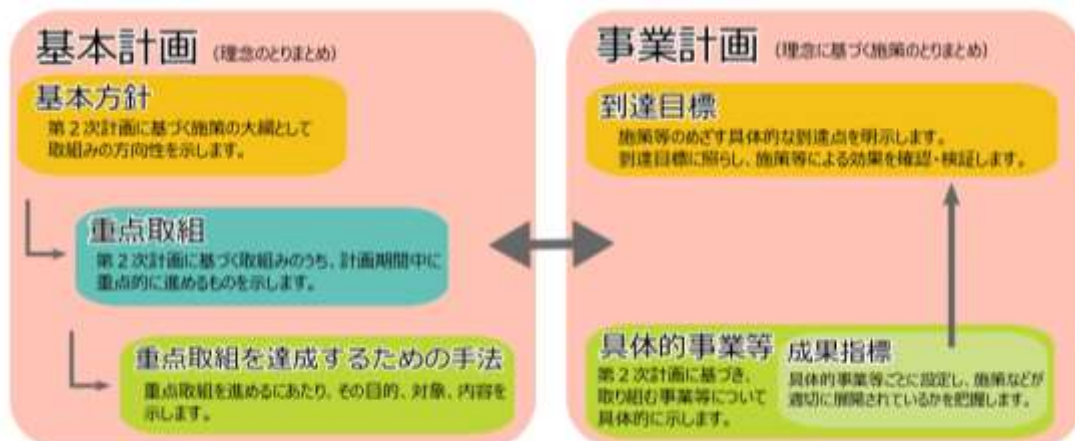 基本計画 (理念のとりまとめ)
基本方針
第2次計画に基づく施策の大綱として
取組みの方向性を示します。
重点取組
第2次計画に基づく取組みのうち、計画期間中に
重点的に進めるものを示します。
重点取組を達成するための手法
重点取組を進めるにあたり、その目的、対象、内容を
示します。
事業計画 (理念に基づく施策のとりまとめ)
到達目標
施策等のめざす具体的な到達点を明示します。
到達目標に照らし、施策等による効果を確認・検証します。
具体的事業等
第2次計画に基づき、
取り組む事業等について
具体的に示します。
成果指標
具体的事業等ごとに設定し、施策などが
適切に展開されているかを把握します。